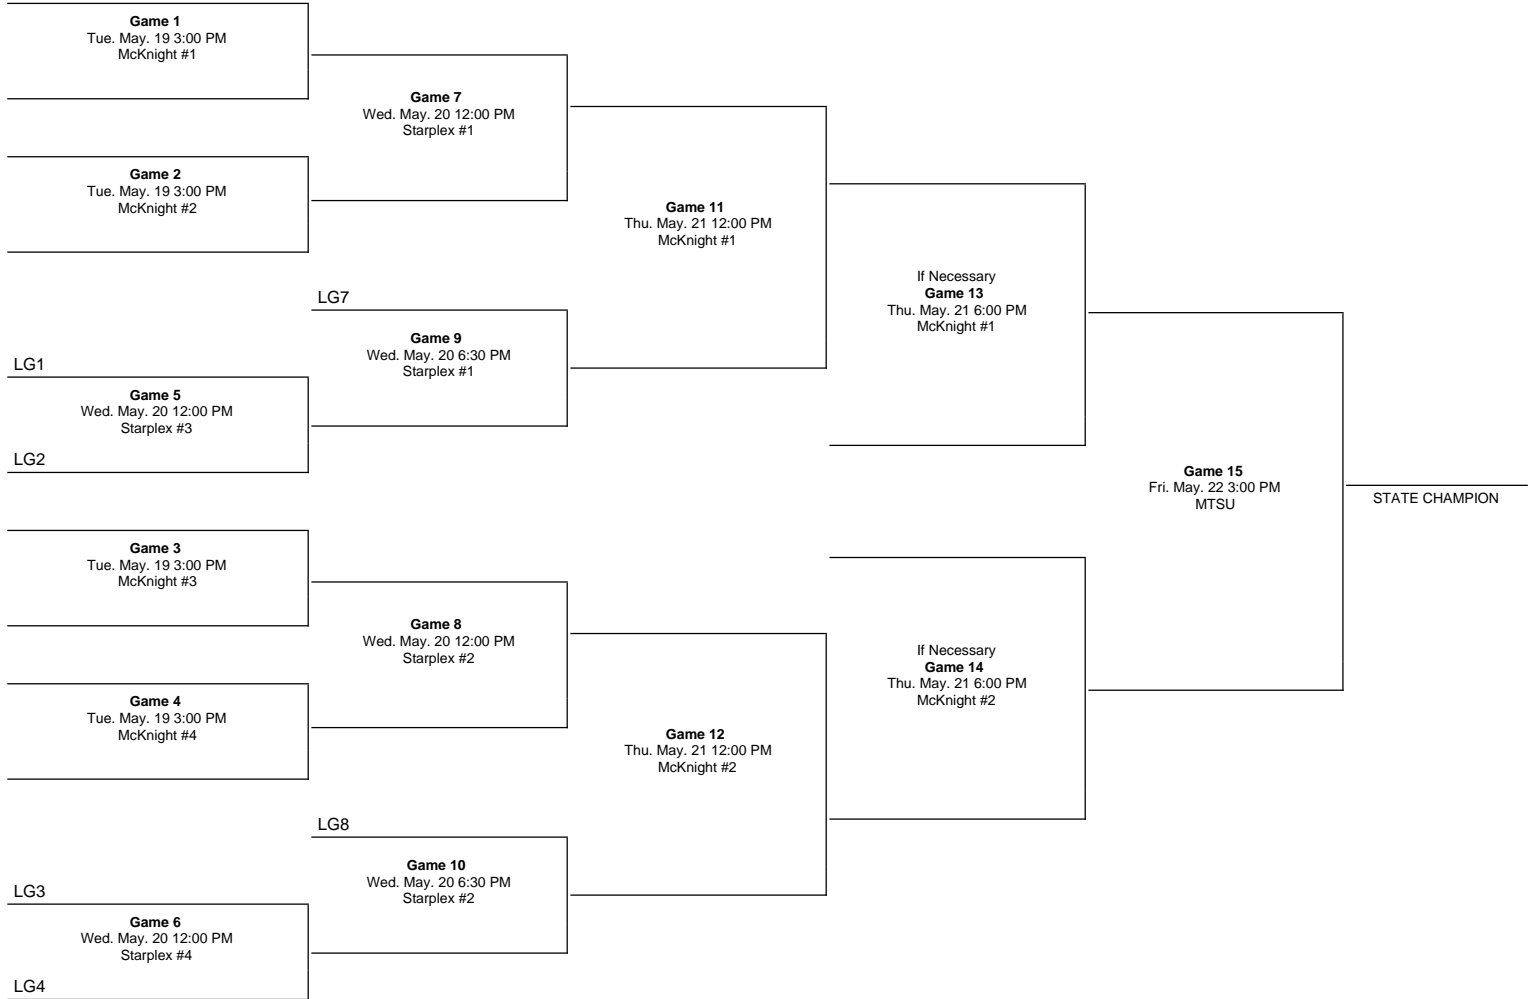 Game 1
Tue. May. 19 3:00 PM
McKnight #1
Game 7
Wed. May. 20 12:00 PM
Starplex #1
Game 2
Tue. May. 19 3:00 PM
McKnight #2
Game 11
Thu. May. 21 12:00 PM
McKnight #1
If Necessary
Game 13
Thu. May. 21 6:00 PM
McKnight #1
LG7
Game 9
Wed. May. 20 6:30 PM
Starplex #1
LG1
Game 5
Wed. May. 20 12:00 PM
Starplex #3
LG2
Game 15
Fri. May. 22 3:00 PM
MTSU
STATE CHAMPION
Game 3
Tue. May. 19 3:00 PM
McKnight #3
Game 8
Wed. May. 20 12:00 PM
Starplex #2
If Necessary
Game 14
Thu. May. 21 6:00 PM
McKnight #2
Game 4
Tue. May. 19 3:00 PM
McKnight #4
Game 12
Thu. May. 21 12:00 PM
McKnight #2
LG8
Game 10
Wed. May. 20 6:30 PM
Starplex #2
LG3
Game 6
Wed. May. 20 12:00 PM
Starplex #4
LG4